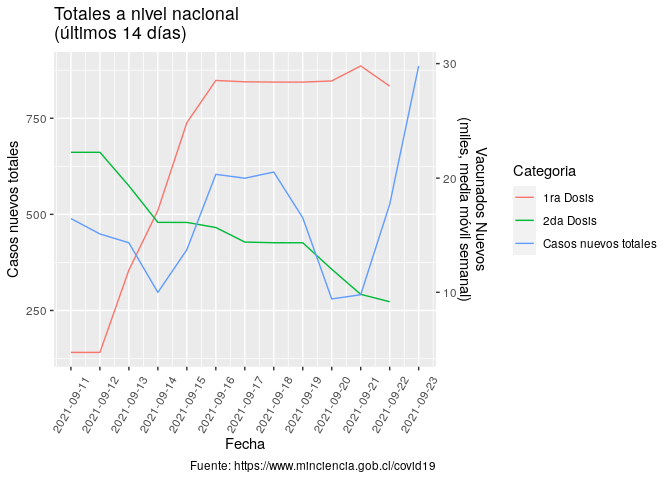 Totales a nivel nacional
(últimos 14 días)
Casos nuevos totales
750
500
250
30
20
10
Vacunados Nuevos
(miles, media móvil semanal)
2021-09-11
2021-09-12
2021-09-13
2021-09-14
2021-09-15
2021-09-16
2021-09-17
2021-09-18
2021-09-19
2021-09-20
2021-09-21
2021-09-22
2021-09-23
Fecha
Categoria
1ra Dosis
2da Dosis
Casos nuevos totales
Fuente: https://www.minciencia.gob.cl/covid19